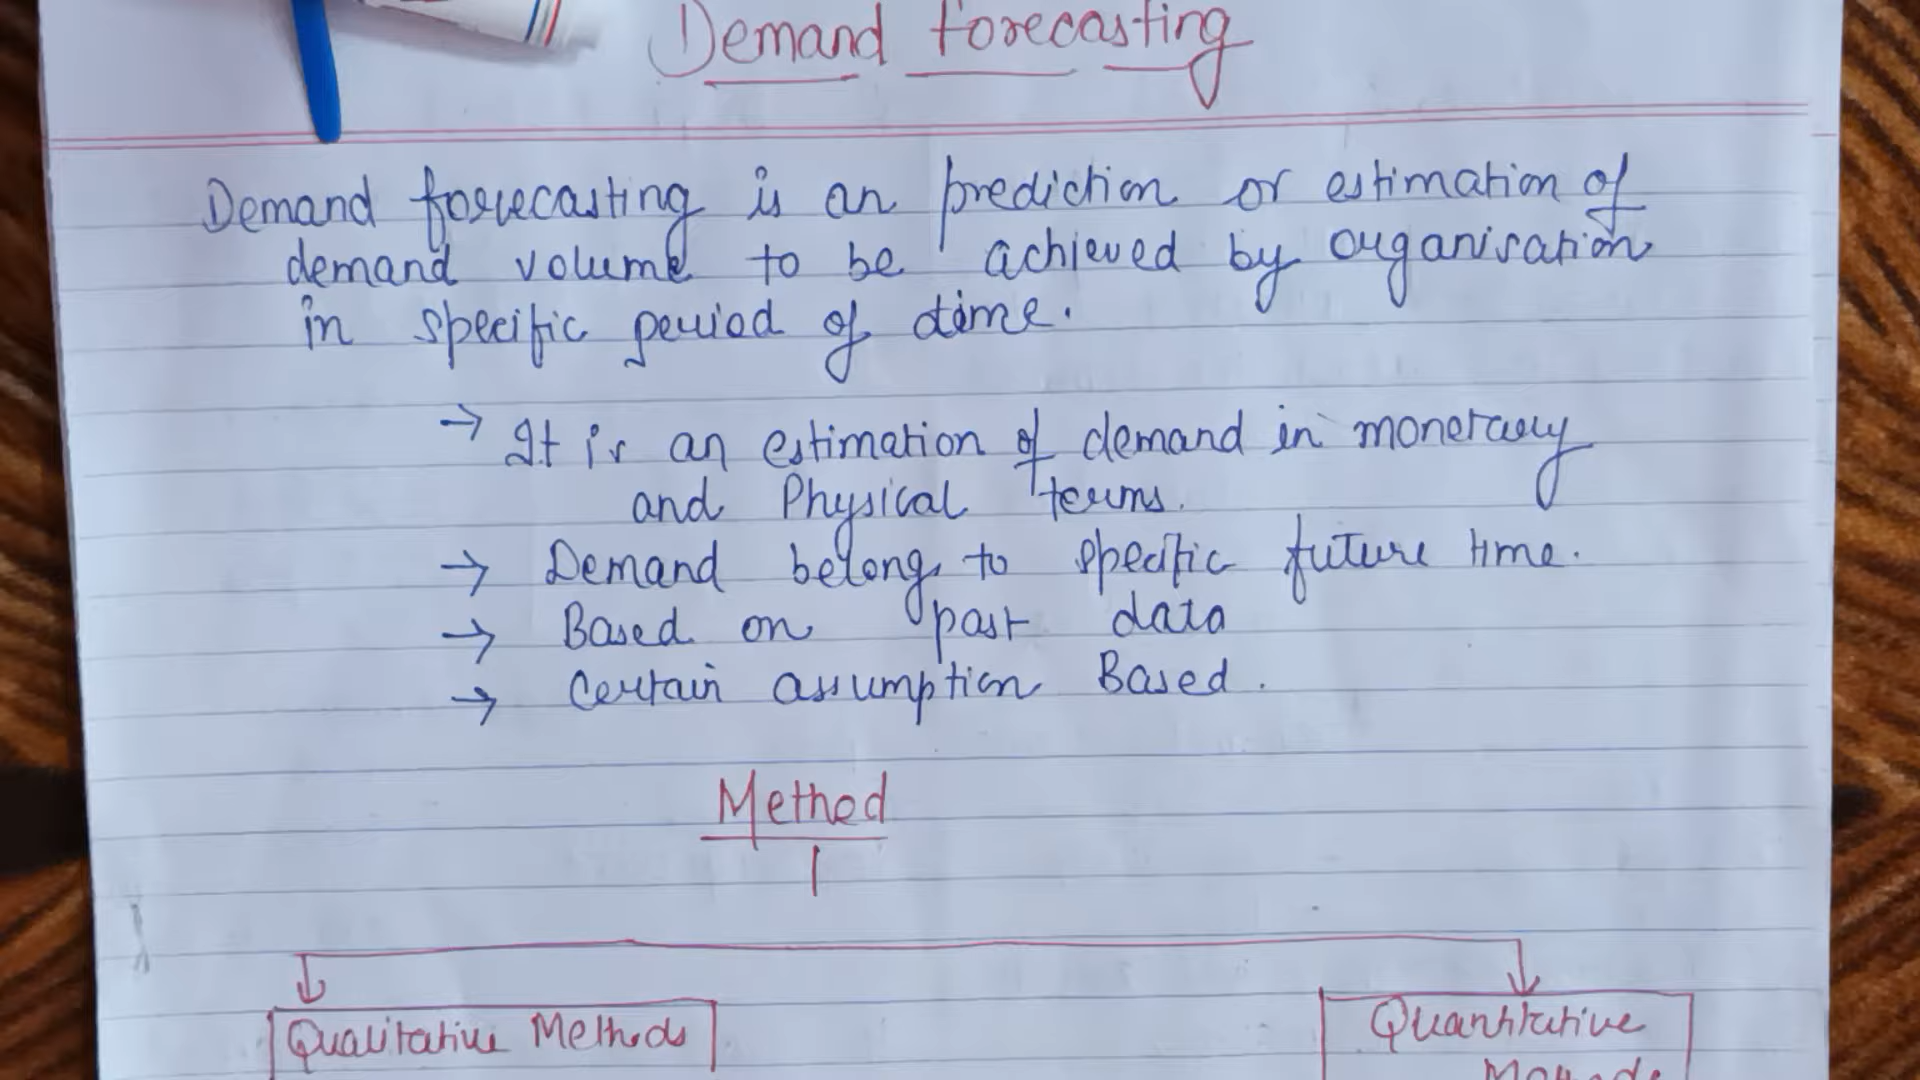 Demand forecasting
Demand forecasting is an prediction or estimation of
demand volume to be achieved by organisation
in specific period of time.
→ It is an estimation of demand in monetary
and Physical terms.
→ Demand belong to specific future time.
→ Based on past data
→ Certain assumption Based.
Method
Qualitative Methods
Quantitative
Methods